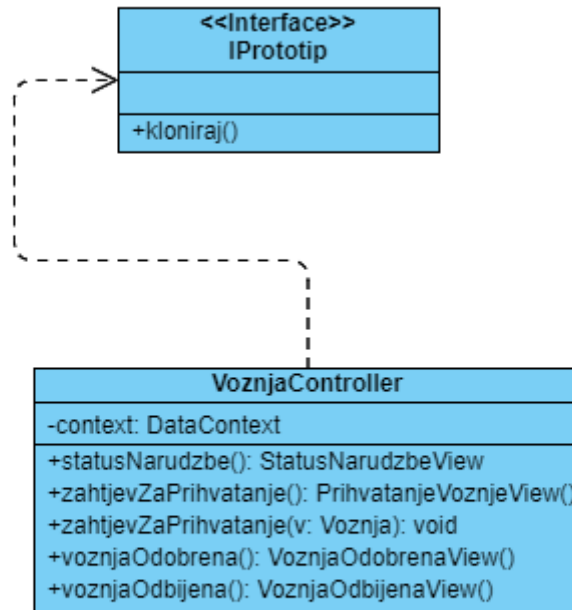 <<Interface>>
IPrototip
+kloniraj()
VoznjaController
-context: DataContext
+statusNarudzbe(): StatusNarudzbeView
+zahtjevZaPrihvatanje(): PrihvatanjeVoznjeView()
+zahtjevZaPrihvatanje(v: Voznja): void
+voznjaOdobrena(): VoznjaOdobrenaView()
+voznjaOdbijena(): VoznjaOdbijenaView()